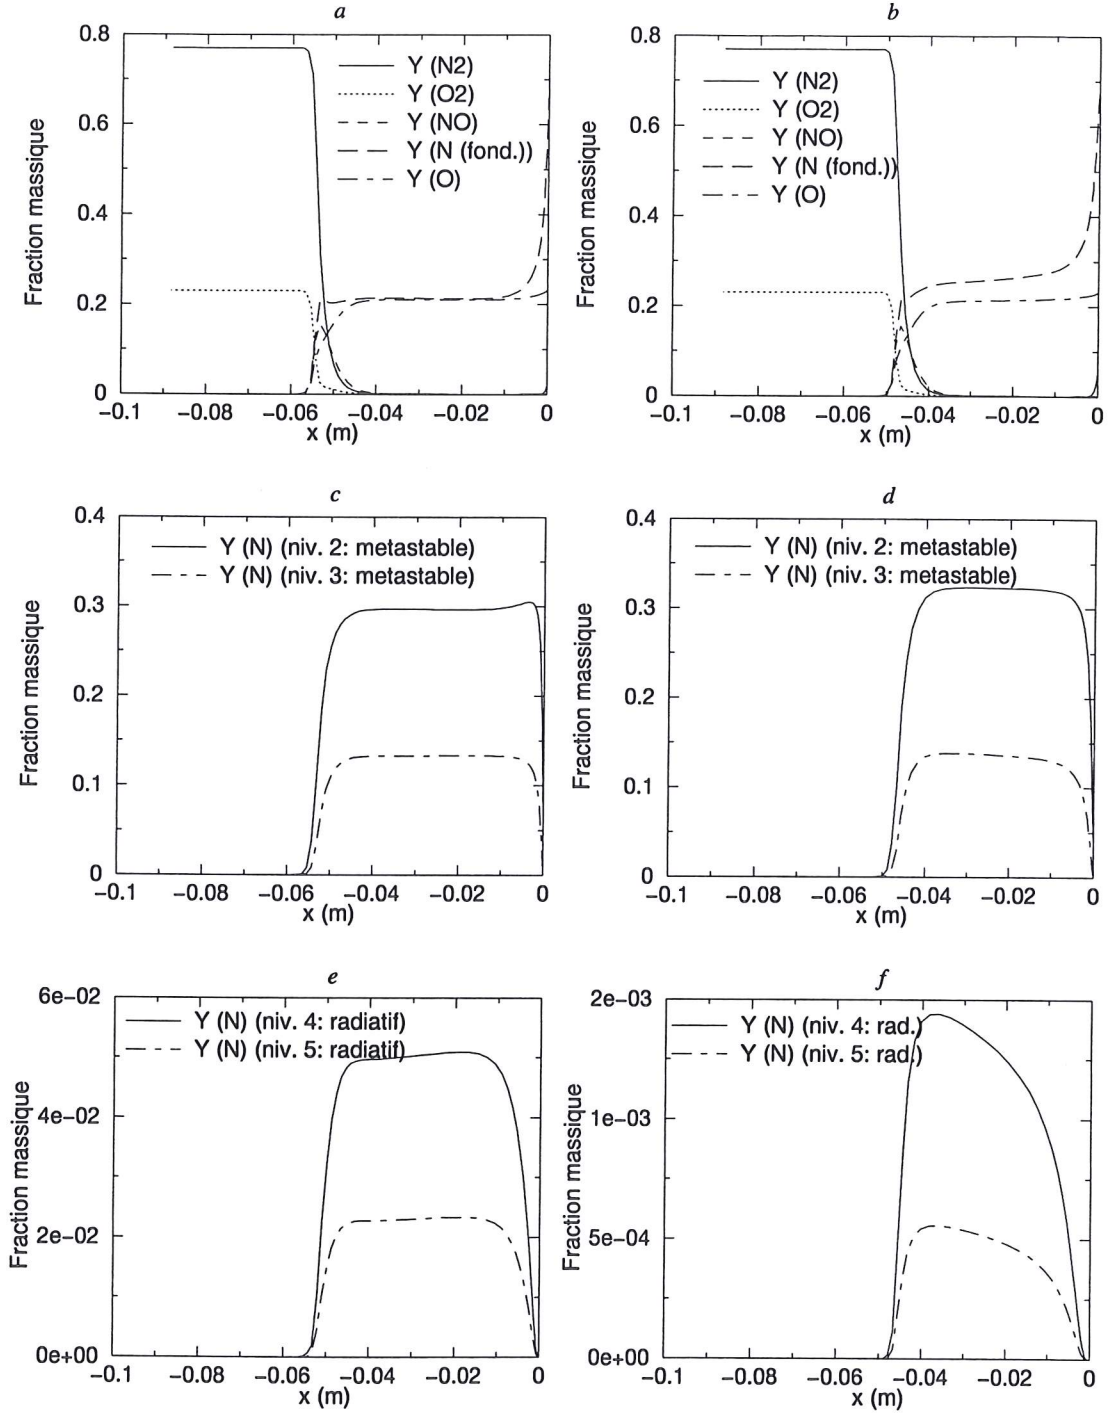 a
0.8
0.6
0.4
0.2
0
Fraction massique
Y (N2)
Y (O2)
Y (NO)
Y (N (fond.))
Y (O)
−0.1 −0.08 −0.06 −0.04 −0.02 0
x (m)
b
0.8
0.6
0.4
0.2
0
Fraction massique
Y (N2)
Y (O2)
Y (NO)
Y (N (fond.))
Y (O)
−0.1 −0.08 −0.06 −0.04 −0.02 0
x (m)
c
0.4
0.3
0.2
0.1
0
Fraction massique
Y (N) (niv. 2: metastable)
Y (N) (niv. 3: metastable)
−0.1 −0.08 −0.06 −0.04 −0.02 0
x (m)
d
0.4
0.3
0.2
0.1
0
Fraction massique
Y (N) (niv. 2: metastable)
Y (N) (niv. 3: metastable)
−0.1 −0.08 −0.06 −0.04 −0.02 0
x (m)
e
6e−02
4e−02
2e−02
0e+00
Fraction massique
Y (N) (niv. 4: radiatif)
Y (N) (niv. 5: radiatif)
−0.1 −0.08 −0.06 −0.04 −0.02 0
x (m)
f
2e−03
1e−03
5e−04
0e+00
Fraction massique
Y (N) (niv. 4: rad.)
Y (N) (niv. 5: rad.)
−0.1 −0.08 −0.06 −0.04 −0.02 0
x (m)